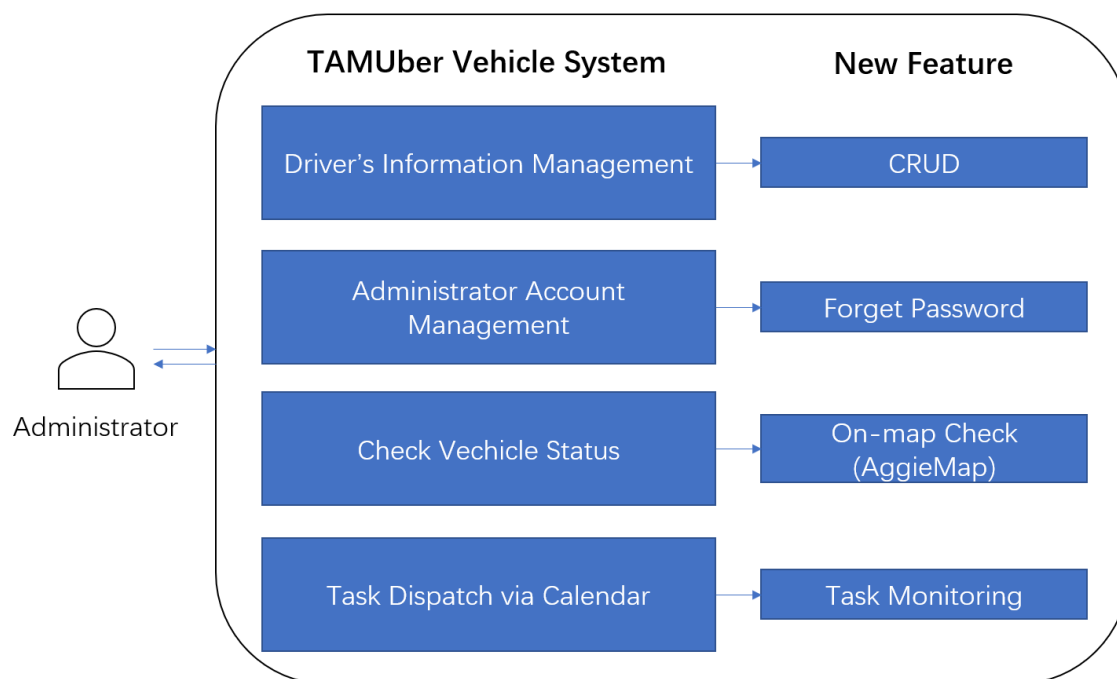 TAMUber Vehicle System
New Feature
Driver's Information Management
CRUD
Administrator Account
Management
Forget Password
Administrator
Check Vechicle Status
On-map Check
(AggieMap)
Task Dispatch via Calendar
Task Monitoring